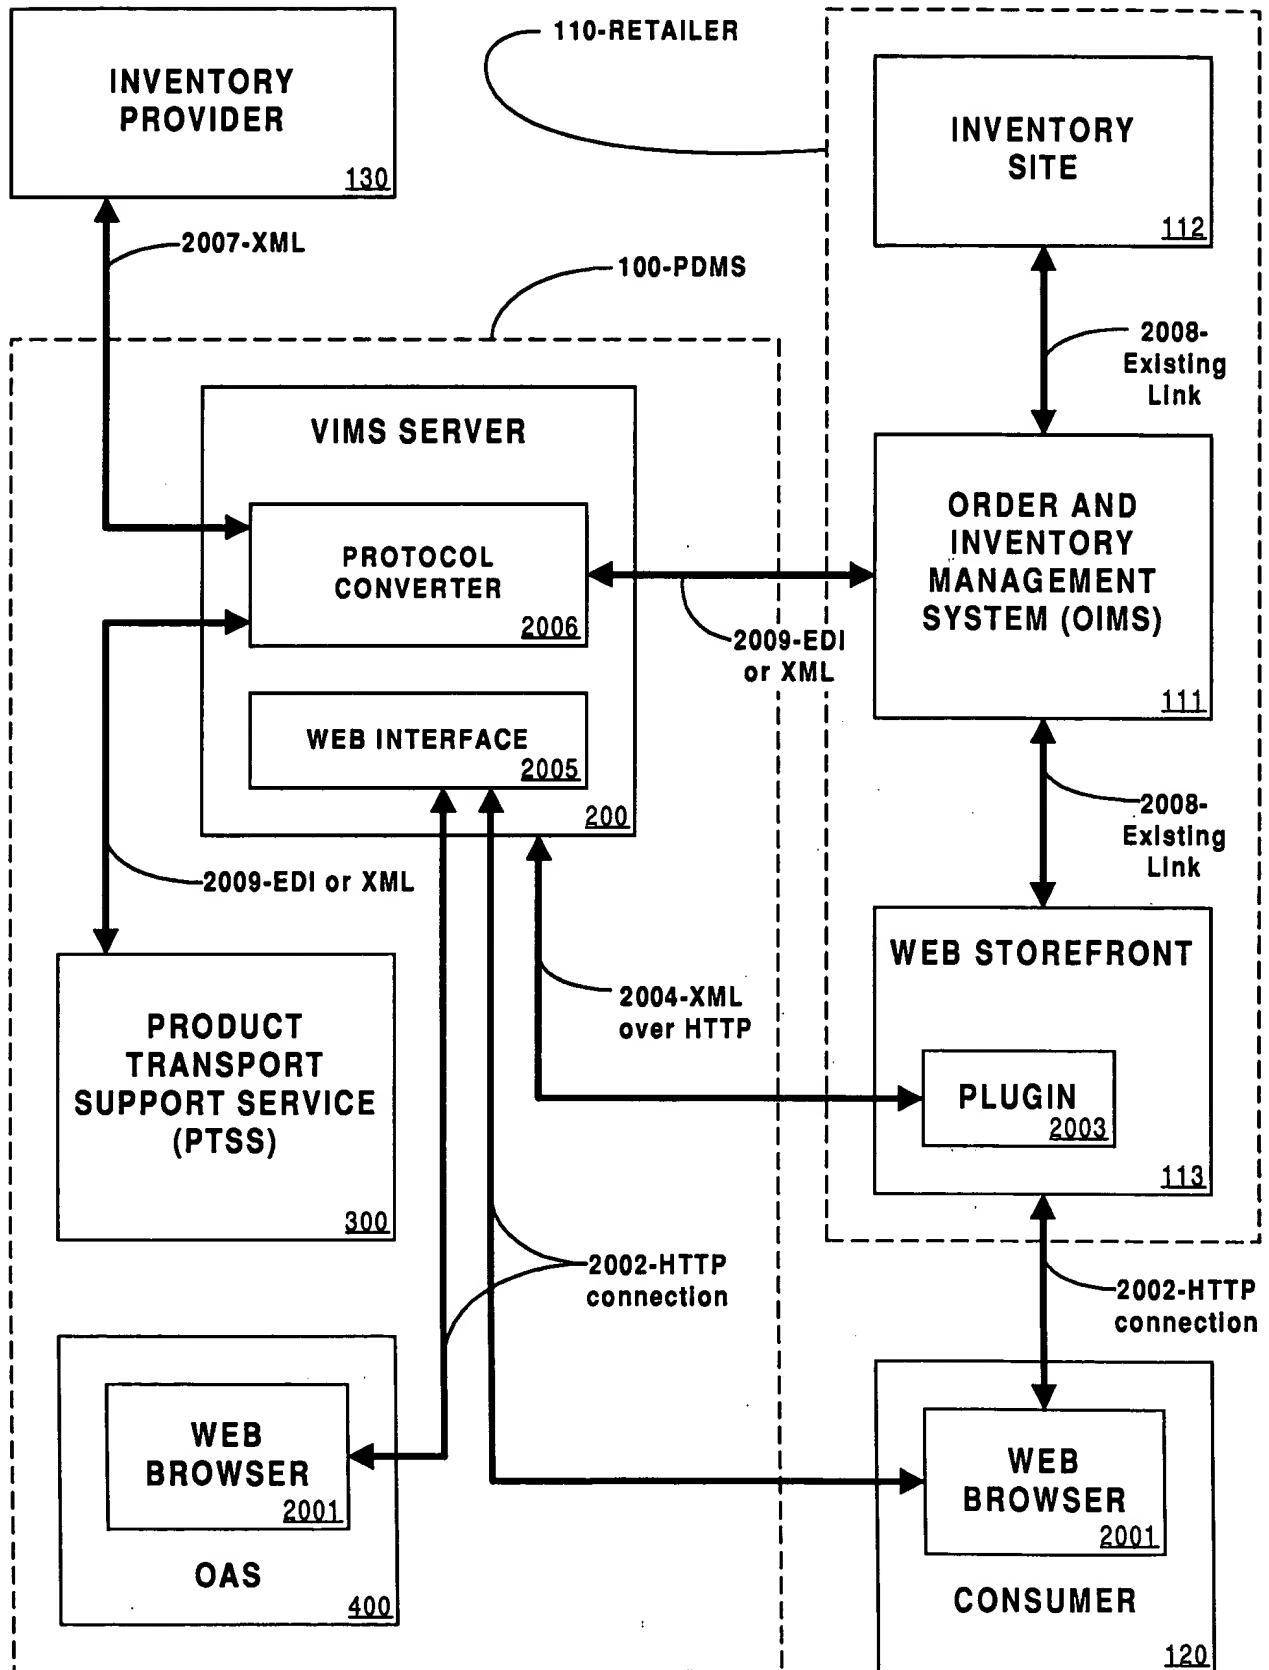 110-RETAILER
INVENTORY
PROVIDER
130
INVENTORY
SITE
112
2007-XML
100-PDMS
2008-
Existing
Link
VIMS SERVER
PROTOCOL
CONVERTER
2006
ORDER AND
INVENTORY
MANAGEMENT
SYSTEM (OIMS)
111
2009-EDI
or XML
WEB INTERFACE
2005
200
2008-
Existing
Link
2009-EDI or XML
WEB STOREFRONT
PLUGIN
2003
113
2004-XML
over HTTP
PRODUCT
TRANSPORT
SUPPORT SERVICE
(PTSS)
300
2002-HTTP
connection
2002-HTTP
connection
WEB
BROWSER
2001
OAS
400
WEB
BROWSER
2001
CONSUMER
120